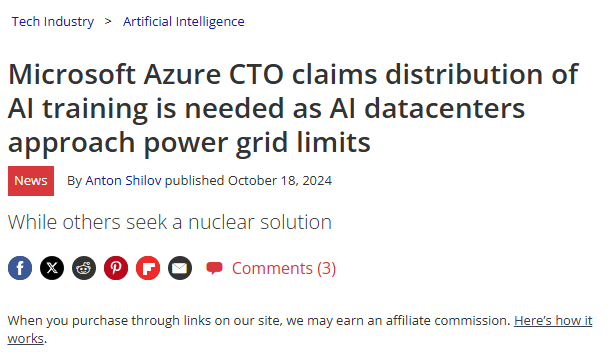 Tech Industry > Artificial Intelligence
Microsoft Azure CTO claims distribution of
AI training is needed as AI datacenters
approach power grid limits
News By Anton Shilov published October 18, 2024
While others seek a nuclear solution
Comments (3)
When you purchase through links on our site, we may earn an affiliate commission. Here’s how it
works.